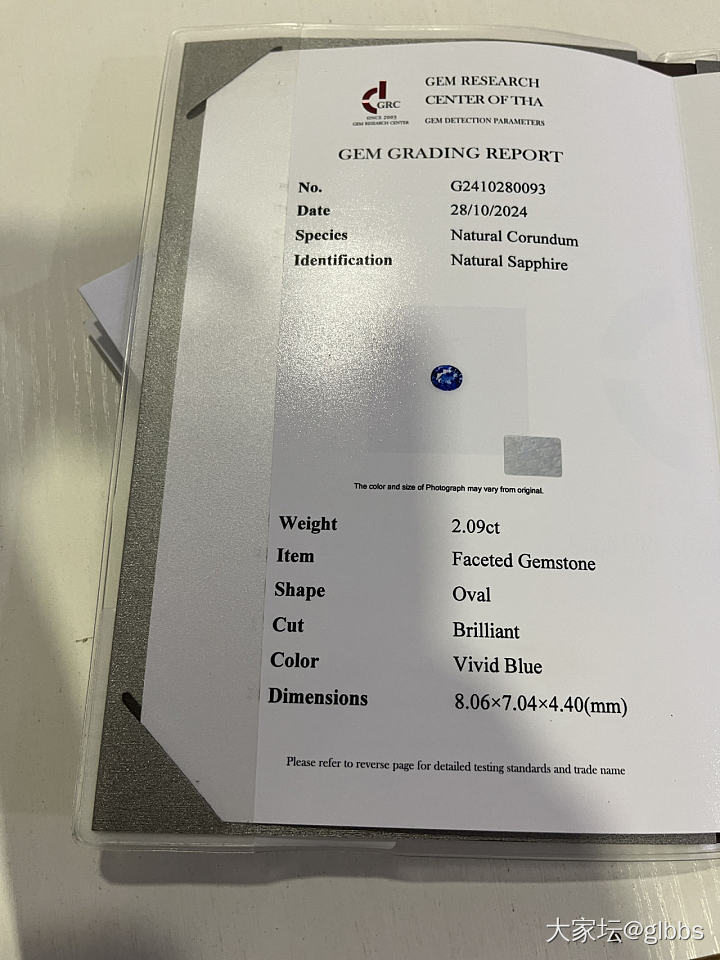 GRC
SINCE 2003
GEM RESEARCH CENTER
GEM RESEARCH
CENTER OF THA
GEM DETECTION PARAMETERS
GEM GRADING REPORT
No. G2410280093
Date 28/10/2024
Species Natural Corundum
Identification Natural Sapphire
The color and size of Photograph may vary from original.
Weight 2.09ct
Item Faceted Gemstone
Shape Oval
Cut Brilliant
Color Vivid Blue
Dimensions 8.06×7.04×4.40(mm)
Please refer to reverse page for detailed testing standards and trade name
大家坛@glbbs